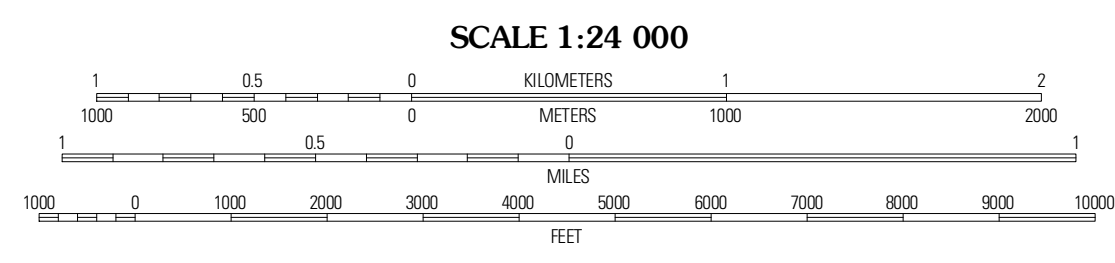 SCALE 1:24 000
1 0.5 0 KILOMETERS 1 2
1000 500 0 METERS 1000 2000
1 0.5 0 1
MILES
1000 0 1000 2000 3000 4000 5000 6000 7000 8000 9000 10000
FEET